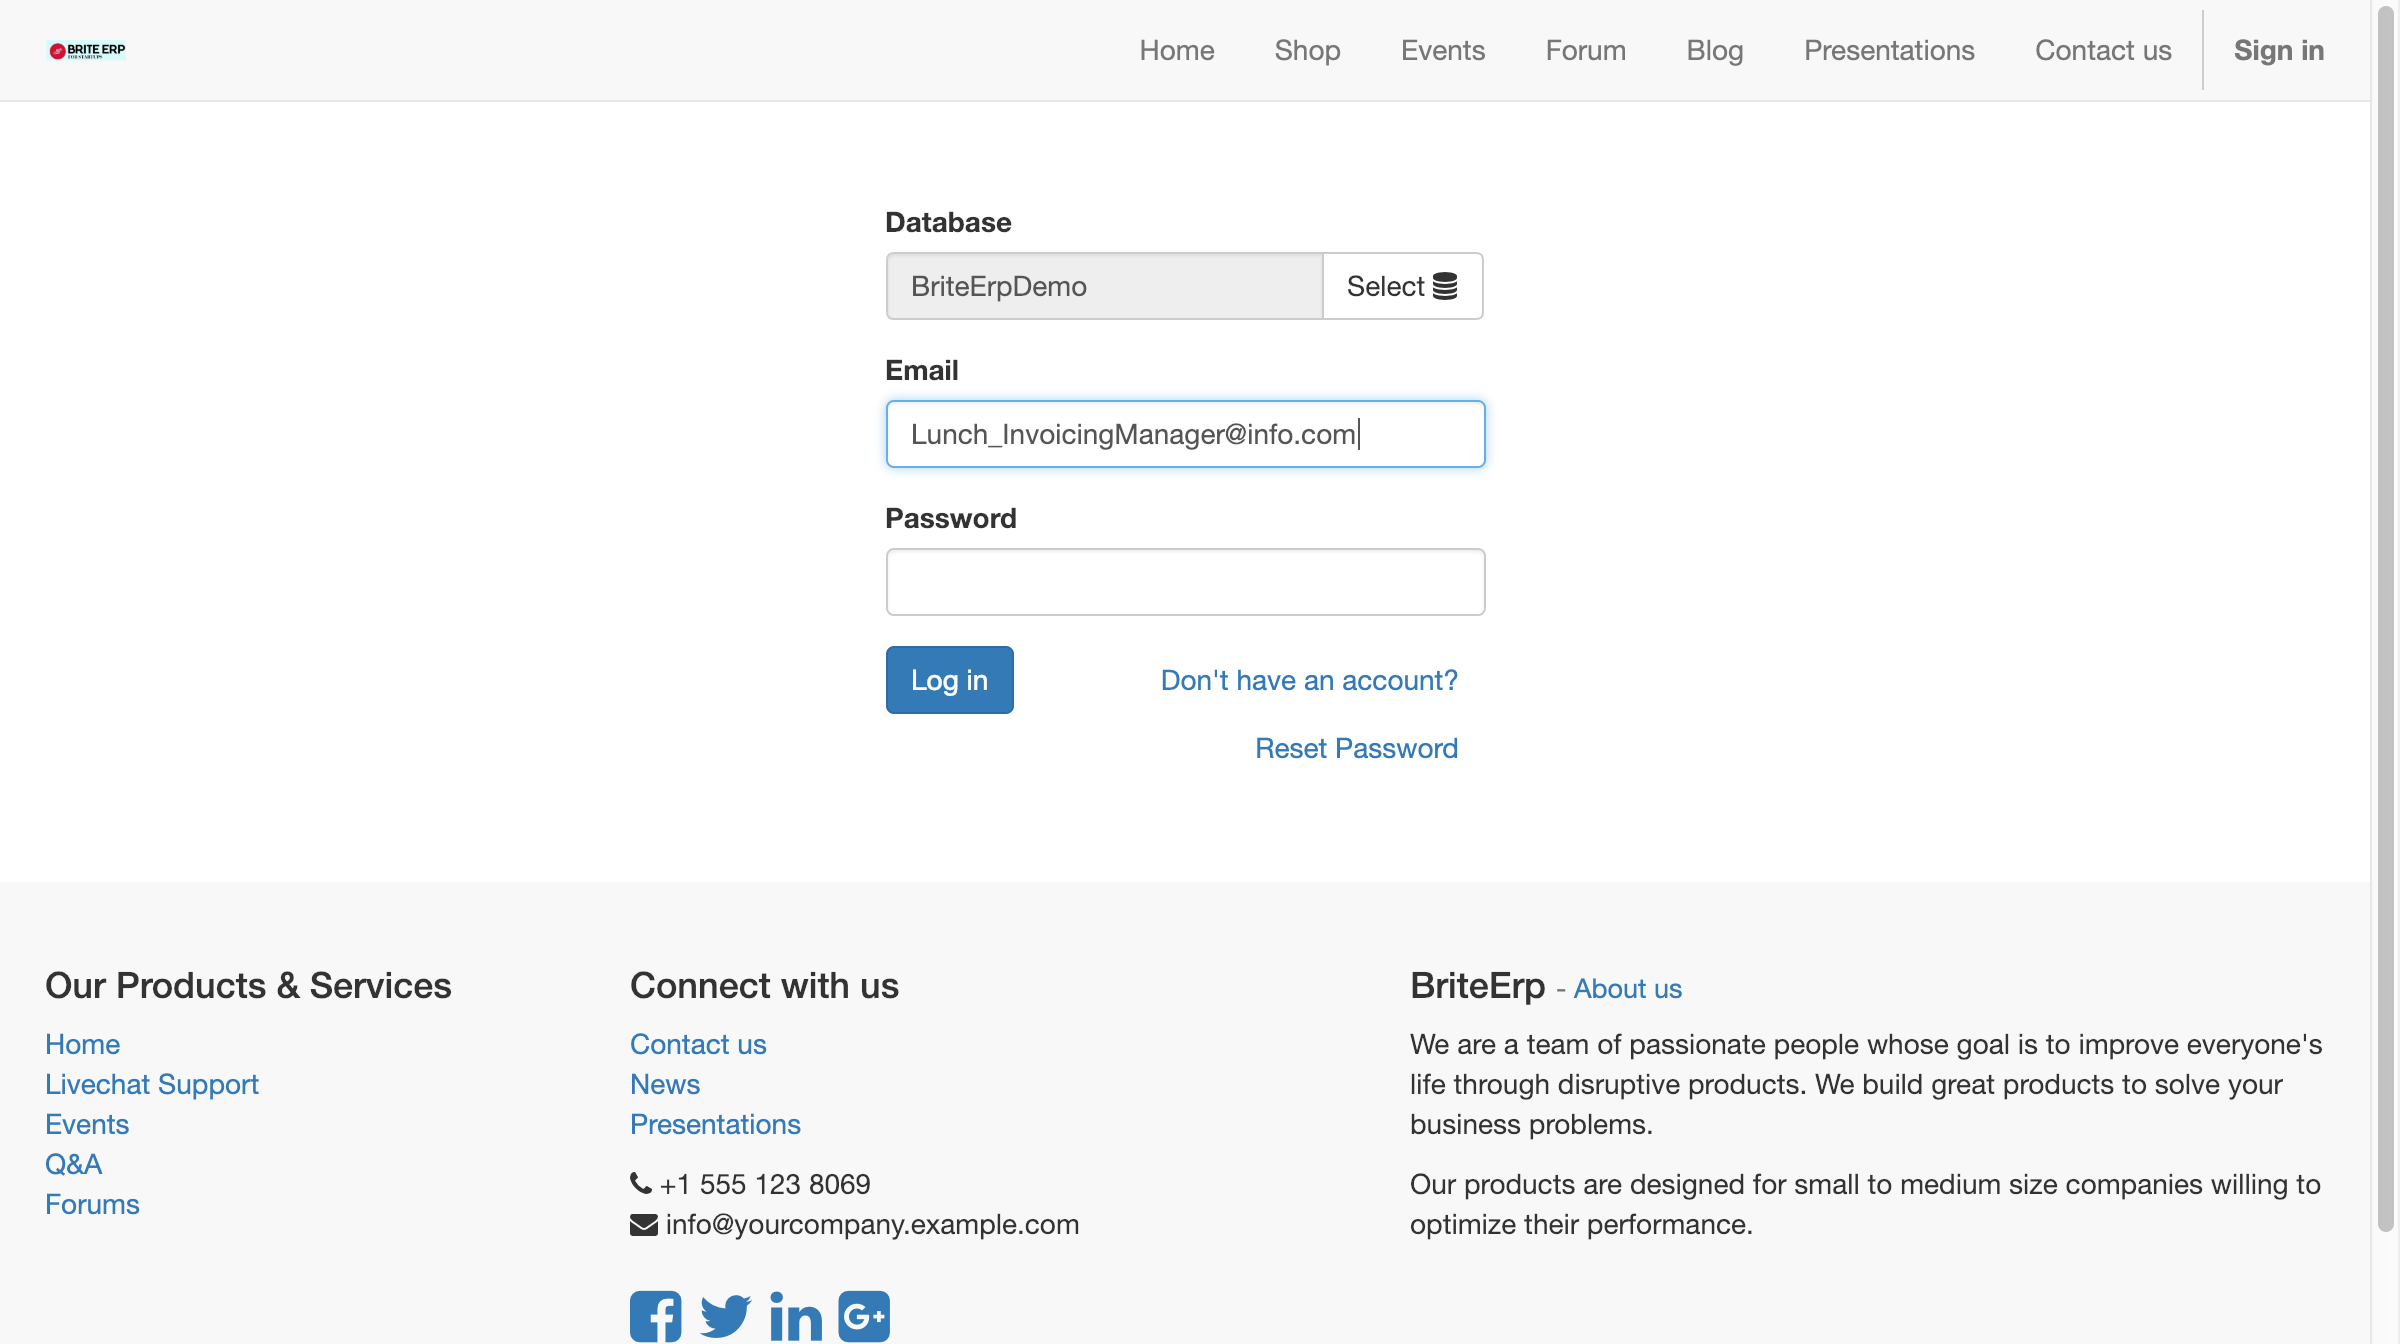 BRITE ERP
FOR STARTUPS
Home
Shop
Events
Forum
Blog
Presentations
Contact us
Sign in
Database
BriteErpDemo
Select
Email
Lunch_InvoicingManager@info.com
Password
Log in
Don't have an account?
Reset Password
Our Products & Services
Home
Livechat Support
Events
Q&A
Forums
Connect with us
Contact us
News
Presentations
+1 555 123 8069
info@yourcompany.example.com
BriteErp - About us
We are a team of passionate people whose goal is to improve everyone's
life through disruptive products. We build great products to solve your
business problems.
Our products are designed for small to medium size companies willing to
optimize their performance.